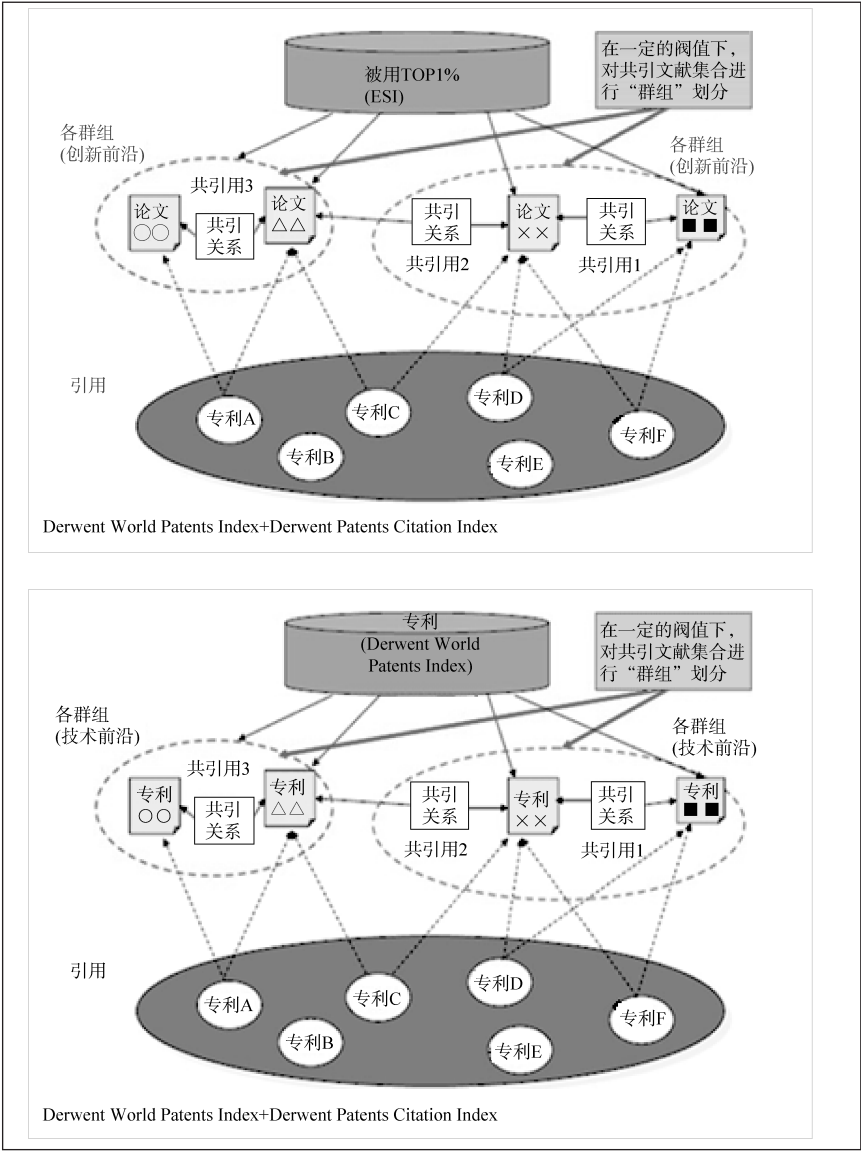 被用TOP1%
(ESI)
在一定的阀值下，
对共引文献集合进
行“群组”划分
各群组
(创新前沿)
各群组
(创新前沿)
共引用3
论文
○○
共引
关系
论文
△△
共引
关系
论文
××
共引
关系
论文
■ ■
共引用2
共引用1
引用
专利A
专利B
专利C
专利D
专利E
专利F
Derwent World Patents Index+Derwent Patents Citation Index
专利
(Derwent World
Patents Index)
在一定的阀值下，
对共引文献集合进
行“群组”划分
各群组
(技术前沿)
各群组
(技术前沿)
共引用3
专利
○○
共引
关系
专利
△△
共引
关系
专利
××
共引
关系
专利
■ ■
共引用2
共引用1
引用
专利A
专利B
专利C
专利D
专利E
专利F
Derwent World Patents Index+Derwent Patents Citation Index